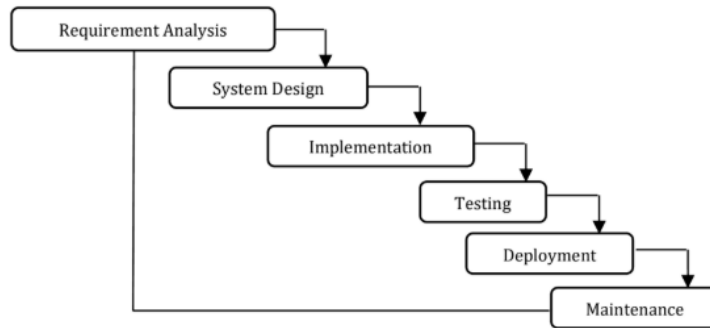 Requirement Analysis
System Design
Implementation
Testing
Deployment
Maintenance